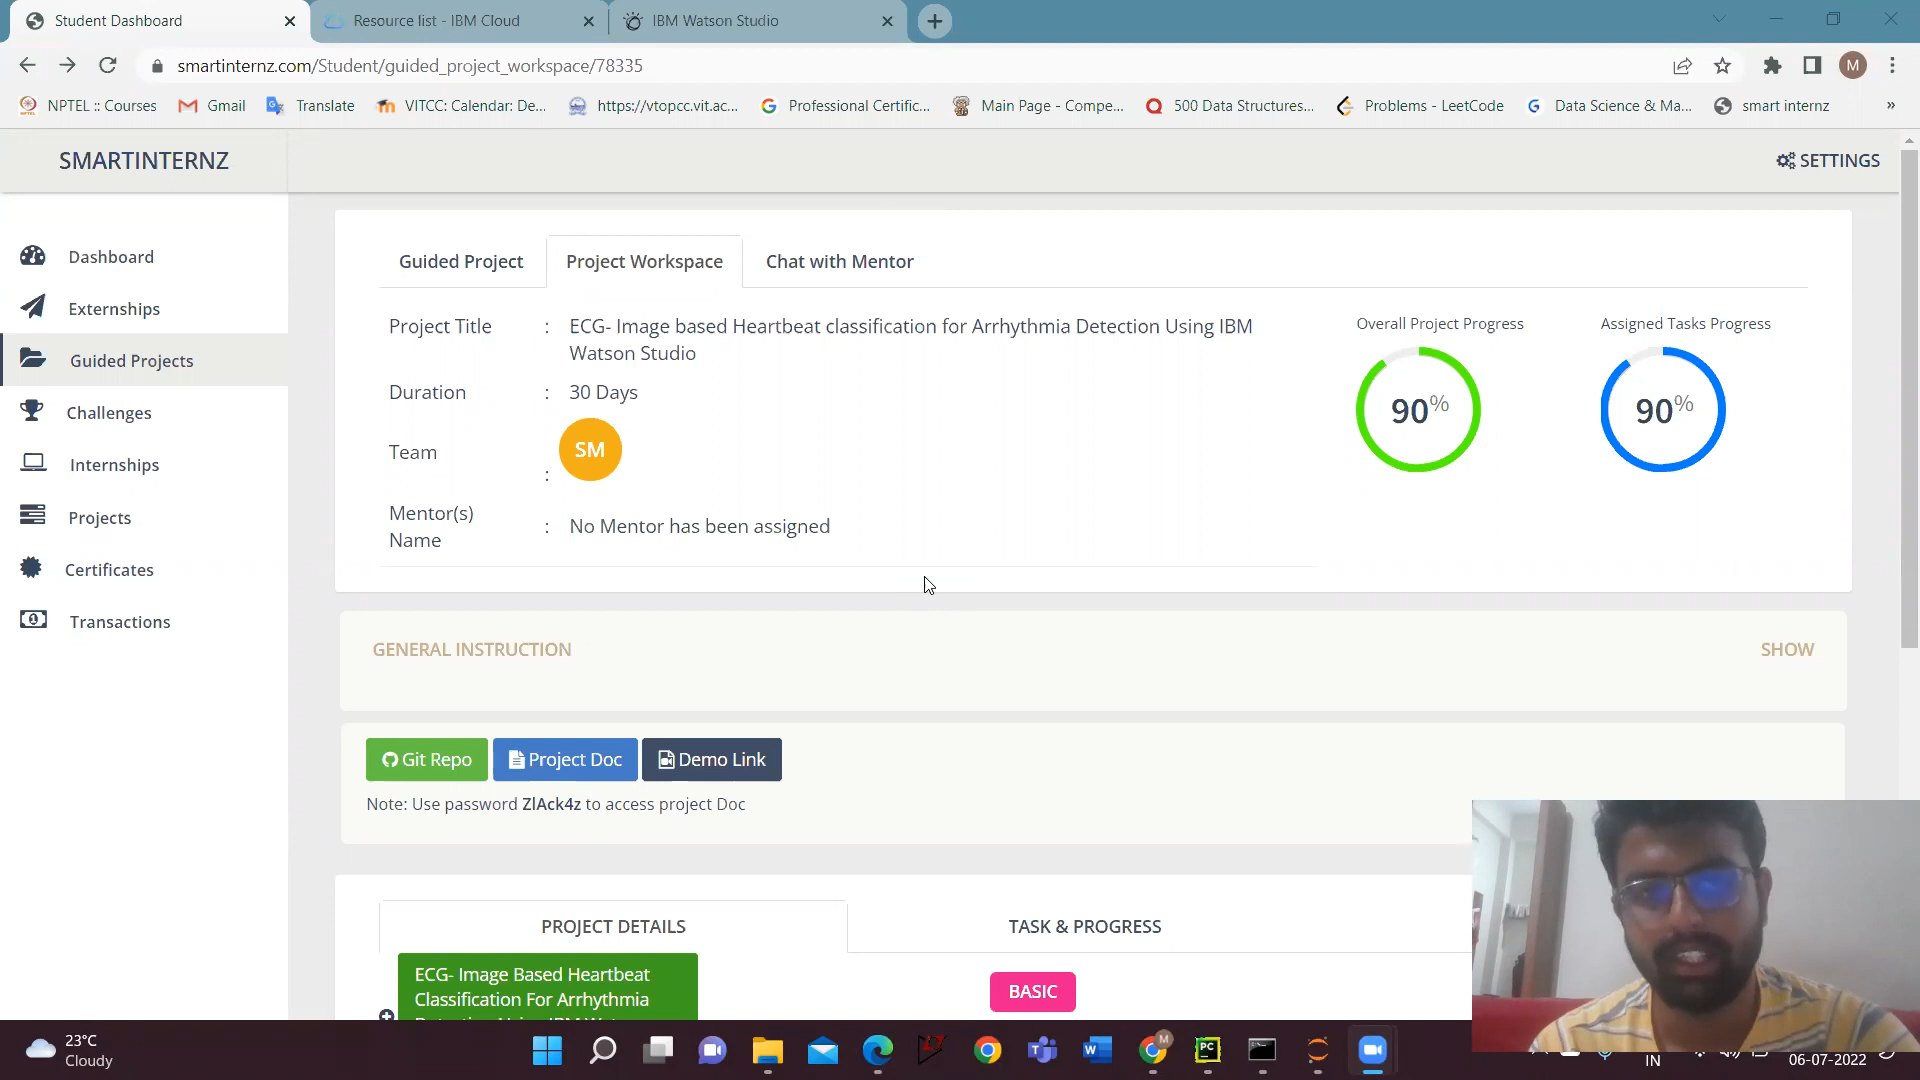 Student Dashboard
Resource list - IBM Cloud
IBM Watson Studio
smartinternz.com/Student/guided_project_workspace/78335
M
NPTEL :: Courses
Gmail
Translate
VITCC: Calendar: De...
https://vtopcc.vit.ac...
Professional Certific...
Main Page - Compe...
500 Data Structures...
Problems - LeetCode
Data Science & Ma...
smart internz
»
SMARTINTERNZ
SETTINGS
Dashboard
Externships
Guided Projects
Challenges
Internships
Projects
Certificates
Transactions
Guided Project
Project Workspace
Chat with Mentor
Project Title : ECG- Image based Heartbeat classification for Arrhythmia Detection Using IBM
Watson Studio
Duration : 30 Days
Team : SM
Mentor(s)
Name : No Mentor has been assigned
Overall Project Progress
90%
Assigned Tasks Progress
90%
GENERAL INSTRUCTION
SHOW
Git Repo
Project Doc
Demo Link
Note: Use password ZlAck4z to access project Doc
PROJECT DETAILS
TASK & PROGRESS
ECG- Image Based Heartbeat
Classification For Arrhythmia
BASIC
23°C
Cloudy
IN
06-07-2022